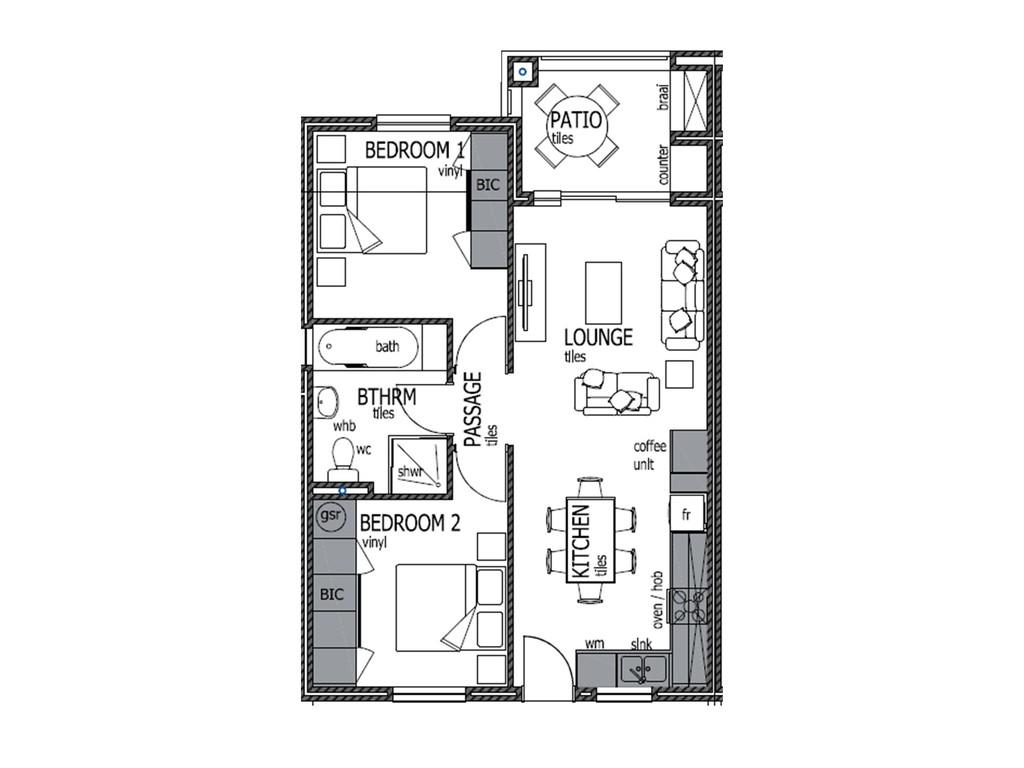 PATIO
tiles
braai
counter
BEDROOM 1
vinyl
BIC
LOUNGE
tiles
bath
BTHRM
tiles
whb
wc
shwr
PASSAGE
tiles
coffee
unit
gsr
BEDROOM 2
vinyl
BIC
KITCHEN
tiles
fr
oven / hob
wm
sink